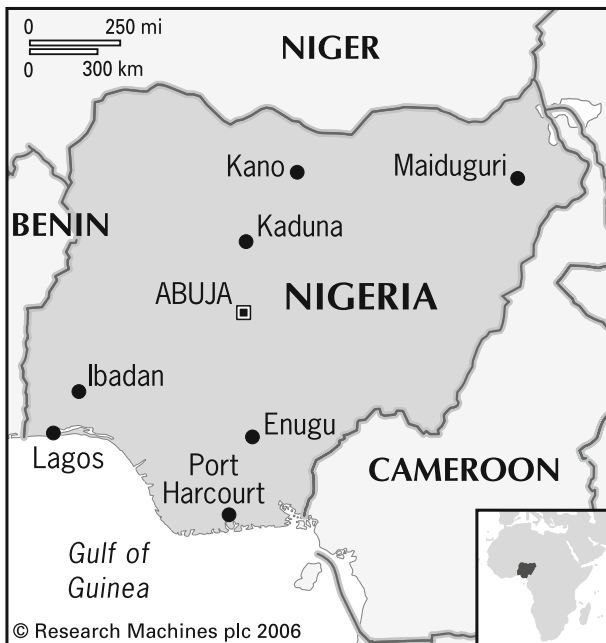 0 250 mi
0 300 km
NIGER
Kano
Maiduguri
BENIN
Kaduna
ABUJA
NIGERIA
Ibadan
Enugu
Lagos
Port
Harcourt
CAMEROON
Gulf of
Guinea
© Research Machines plc 2006